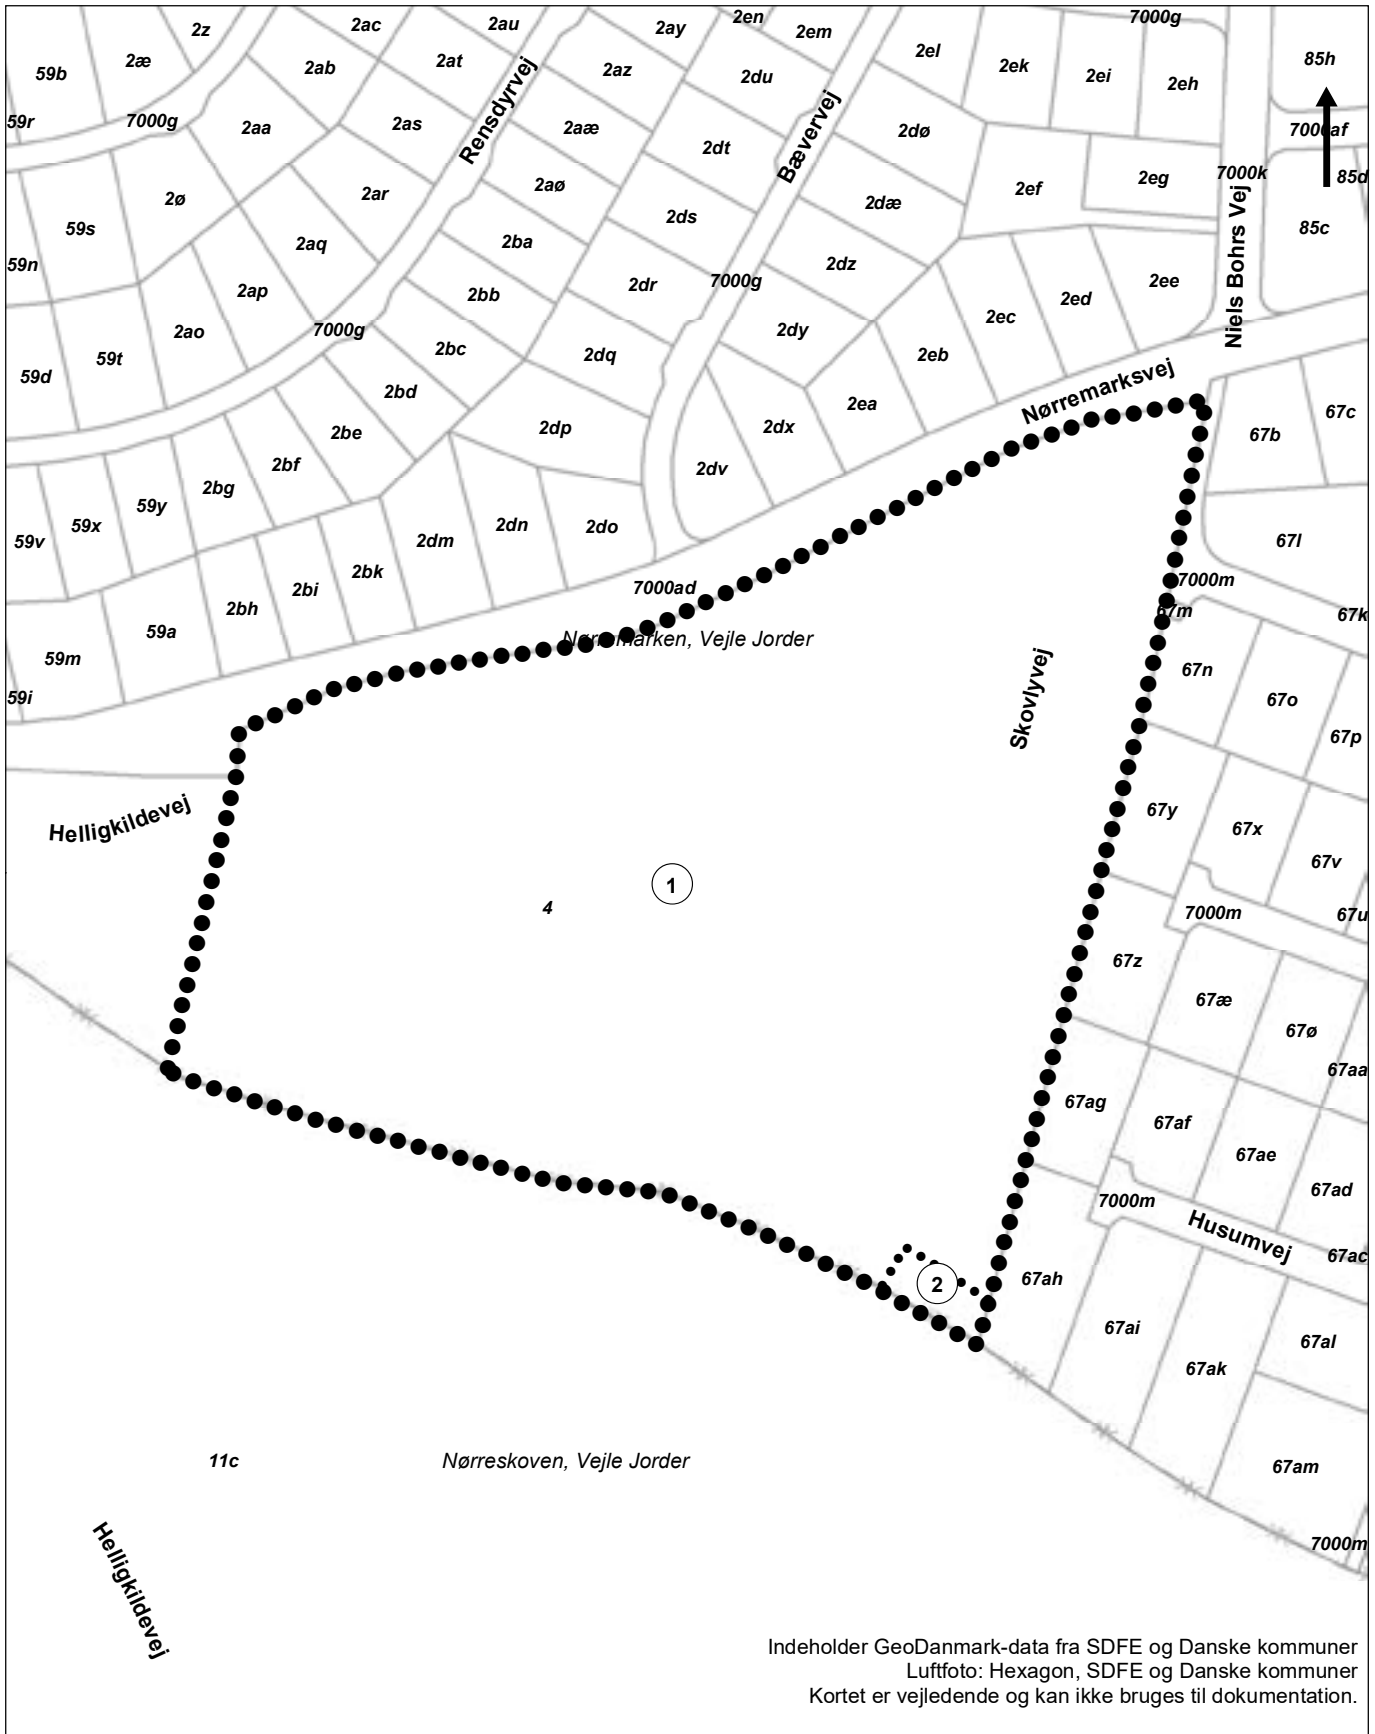 2z
2ac
2au
2ay
2en
2em
7000g
59b
2æ
2ab
2at
2az
2du
2el
2ek
2ei
2eh
85h
59r
7000g
2aa
2as
Rensdyrvej
2aæ
2dt
Bævervej
2dø
7000af
59s
2ø
2ar
2aø
2ds
2dæ
2ef
2eg
7000k
85d
59n
2aq
2ba
2dr
7000g
2dz
Niels Bohrs Vej
85c
2ap
2bb
2ee
59t
2ao
7000g
2bc
2dq
2dy
2eb
2ec
2ed
59d
2bd
2dp
2dx
2ea
Nørremarksvej
67c
2be
67b
59v
59x
59y
2bg
2bf
2dm
2dn
2do
2dv
67l
59m
59a
2bh
2bi
2bk
7000ad
7000m
67m
67k
59i
Nørremarken, Vejle Jorder
Skovlyvej
67n
67o
67p
Helligkildevej
67y
67x
67v
1
4
7000m
67u
67z
67æ
67ø
67aa
67ag
67af
67ae
67ad
7000m
Husumvej
67ac
2
67ah
67ai
67ak
67al
11c
Nørreskoven, Vejle Jorder
67am
Helligkildevej
7000m
Indeholder GeoDanmark-data fra SDFE og Danske kommuner
Luftfoto: Hexagon, SDFE og Danske kommuner
Kortet er vejledende og kan ikke bruges til dokumentation.